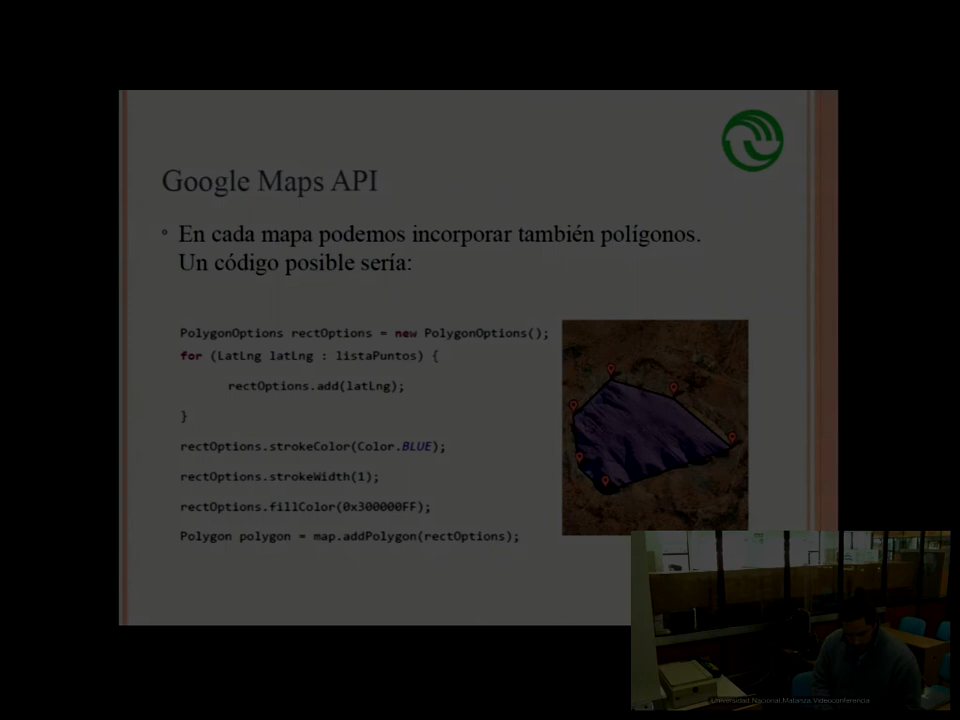 Google Maps API
º En cada mapa podemos incorporar también polígonos.
Un código posible sería:
PolygonOptions rectOptions = new PolygonOptions();
for (LatLng latLng : listaPuntos) {
rectOptions.add(latLng);
}
rectOptions.strokeColor(Color.BLUE);
rectOptions.strokeWidth(1);
rectOptions.fillColor(0x300000FF);
Polygon polygon = map.addPolygon(rectOptions);
Universidad Nacional Matanza Videoconferencia